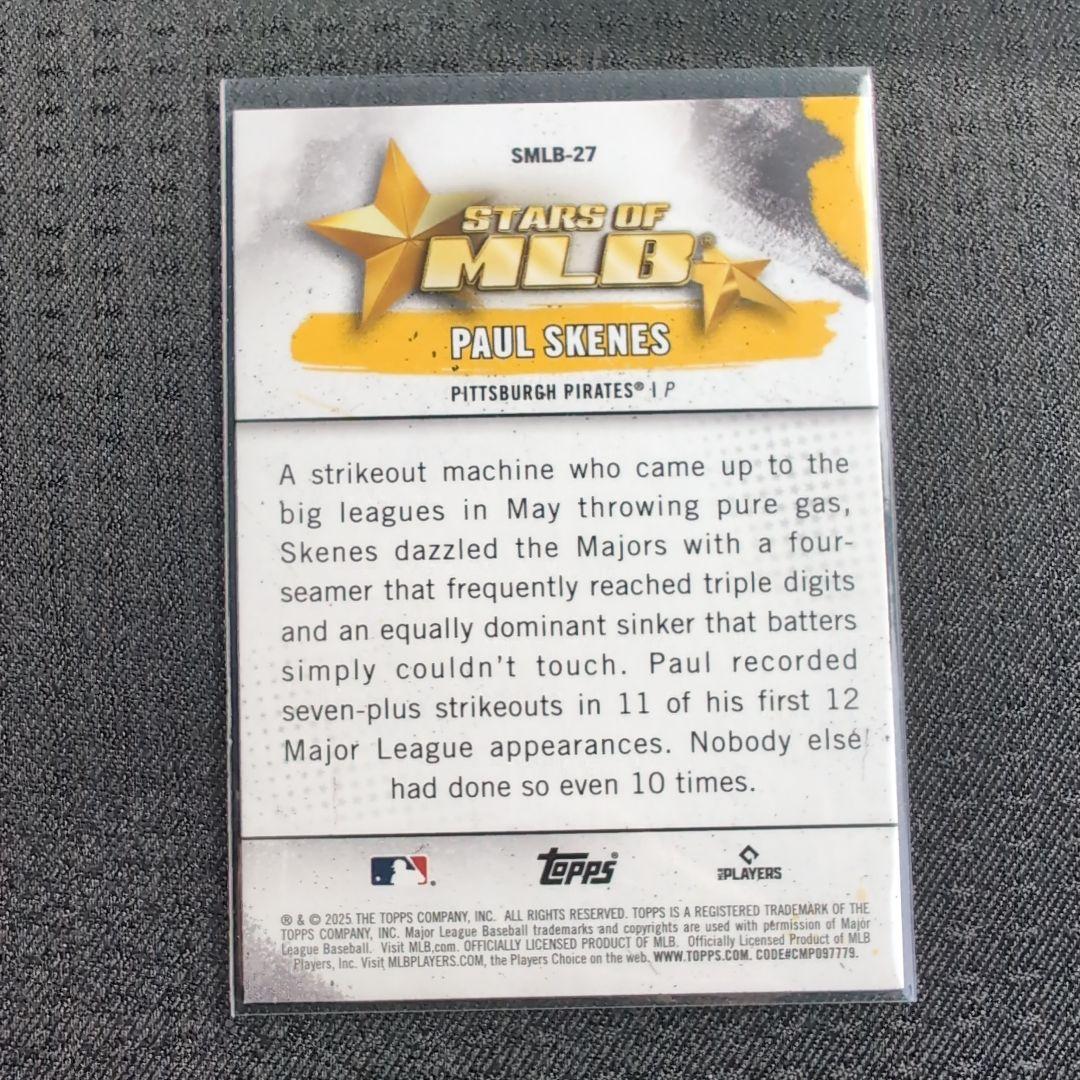 SMLB-27
STARS OF
MLB®
PAUL SKENES
PITTSBURGH PIRATES® | P
A strikeout machine who came up to the
big leagues in May throwing pure gas,
Skenes dazzled the Majors with a four-
seamer that frequently reached triple digits
and an equally dominant sinker that batters
simply couldn't touch. Paul recorded
seven-plus strikeouts in 11 of his first 12
Major League appearances. Nobody else
had done so even 10 times.
topps® PLAYERS
® & © 2025 THE TOPPS COMPANY, INC. ALL RIGHTS RESERVED. TOPPS IS A REGISTERED TRADEMARK OF THE
TOPPS COMPANY, INC. Major League Baseball trademarks and copyrights are used with permission of Major
League Baseball. Visit MLB.com. OFFICIALLY LICENSED PRODUCT OF MLB. Officially Licensed Product of MLB
Players, Inc. Visit MLBPLAYERS.COM, the Players Choice on the web. WWW.TOPPS.COM. CODE#CMP097779.